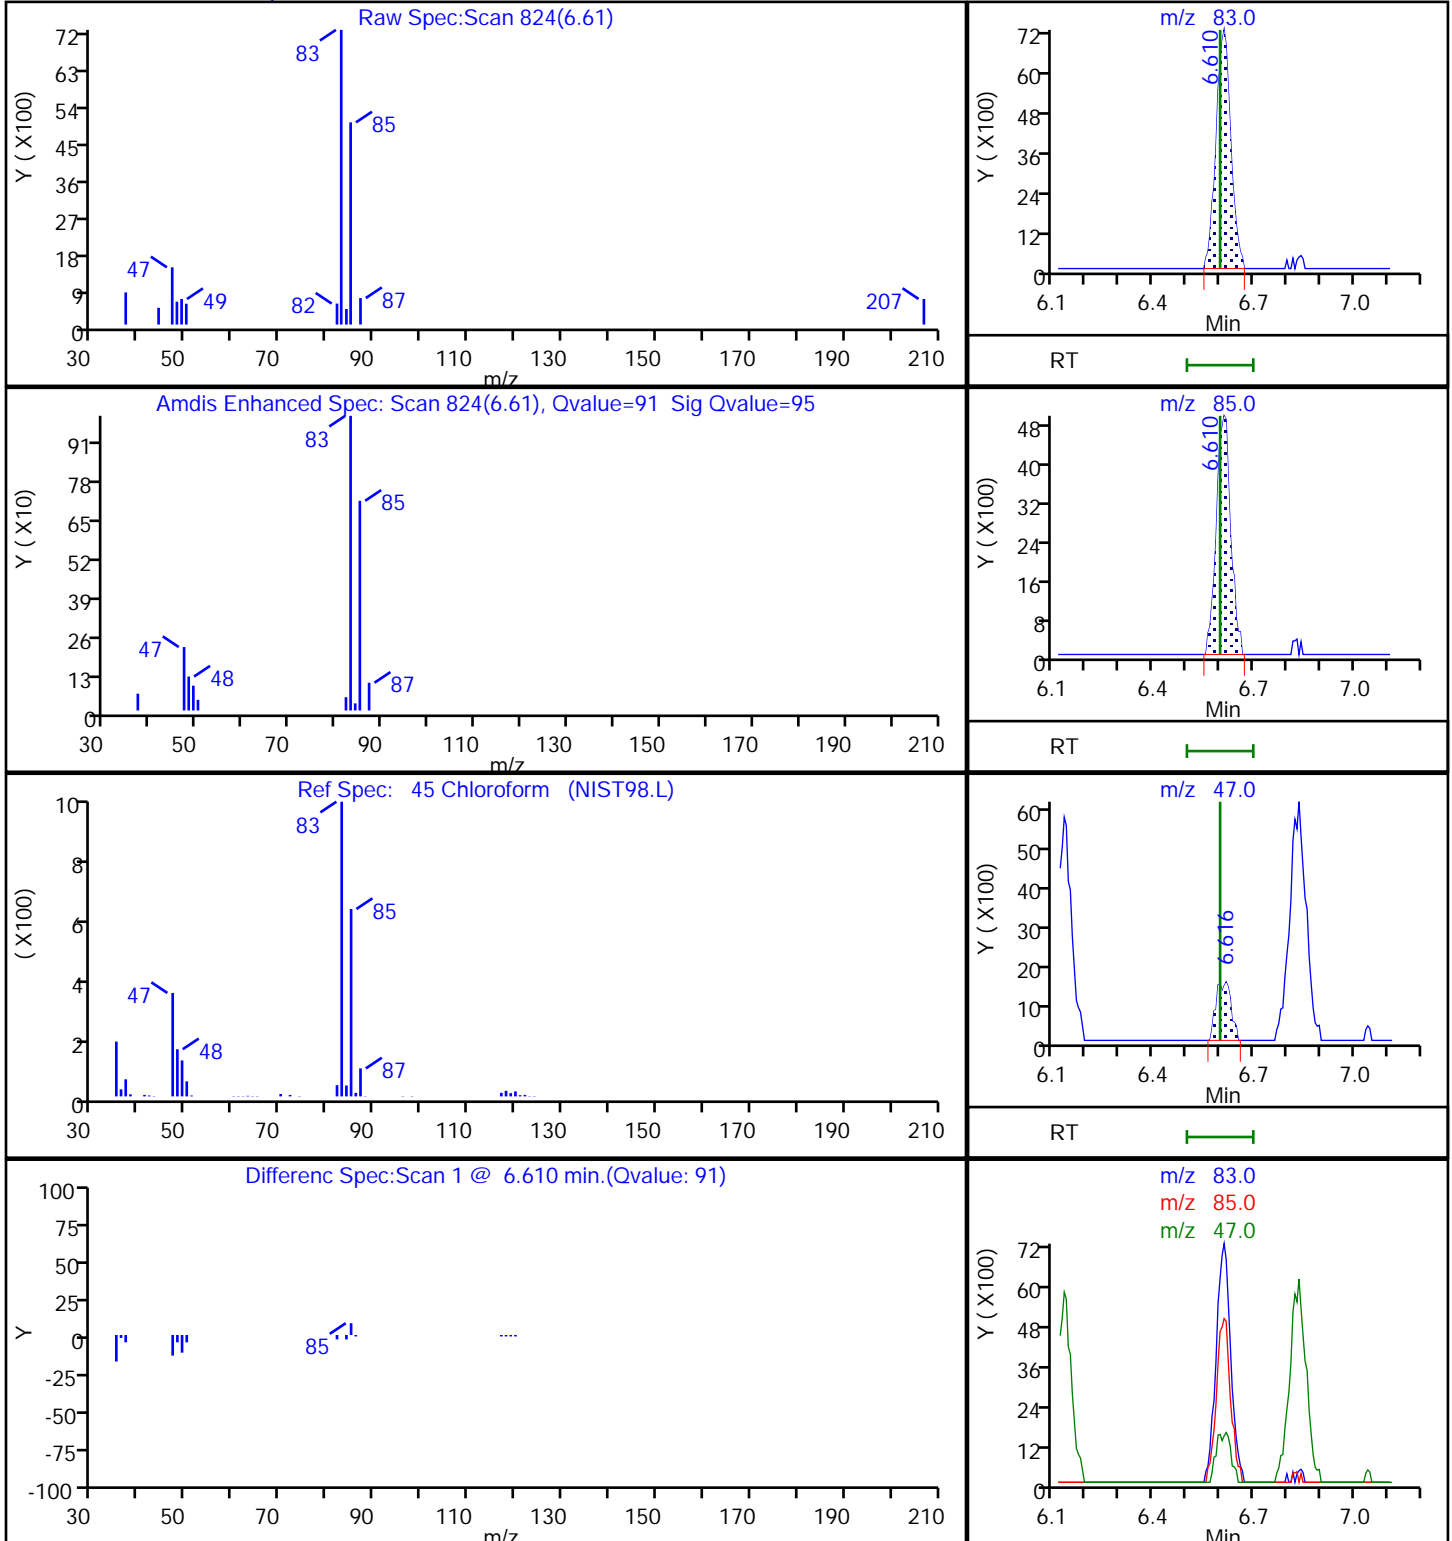 Raw Spec:Scan 824(6.61)
Y ( X100)
72
63
54
45
36
27
18
9
0
83
85
47
49
82
87
207
30 50 70 90 110 130 150 170 190 210
m/z
m/z 83.0
Y ( X100)
72
60
48
36
24
12
0
6.610
6.1 6.4 6.7 7.0
Min
RT
Amdis Enhanced Spec: Scan 824(6.61), Qvalue=91 Sig Qvalue=95
Y ( X10)
91
78
65
52
39
26
13
0
83
85
47
48
87
30 50 70 90 110 130 150 170 190 210
m/z
m/z 85.0
Y ( X100)
48
40
32
24
16
8
0
6.610
6.1 6.4 6.7 7.0
Min
RT
Ref Spec: 45 Chloroform (NIST98.L)
( X100)
10
8
6
4
2
0
83
85
47
48
87
30 50 70 90 110 130 150 170 190 210
m/z 47.0
Y ( X100)
60
50
40
30
20
10
0
6.616
6.1 6.4 6.7 7.0
Min
RT
Differenc Spec:Scan 1 @ 6.610 min.(Qvalue: 91)
Y
100
75
50
25
0
-25
-50
-75
-100
85
30 50 70 90 110 130 150 170 190 210
m/z
m/z 83.0
m/z 85.0
m/z 47.0
Y ( X100)
72
60
48
36
24
12
0
6.1 6.4 6.7 7.0
Min